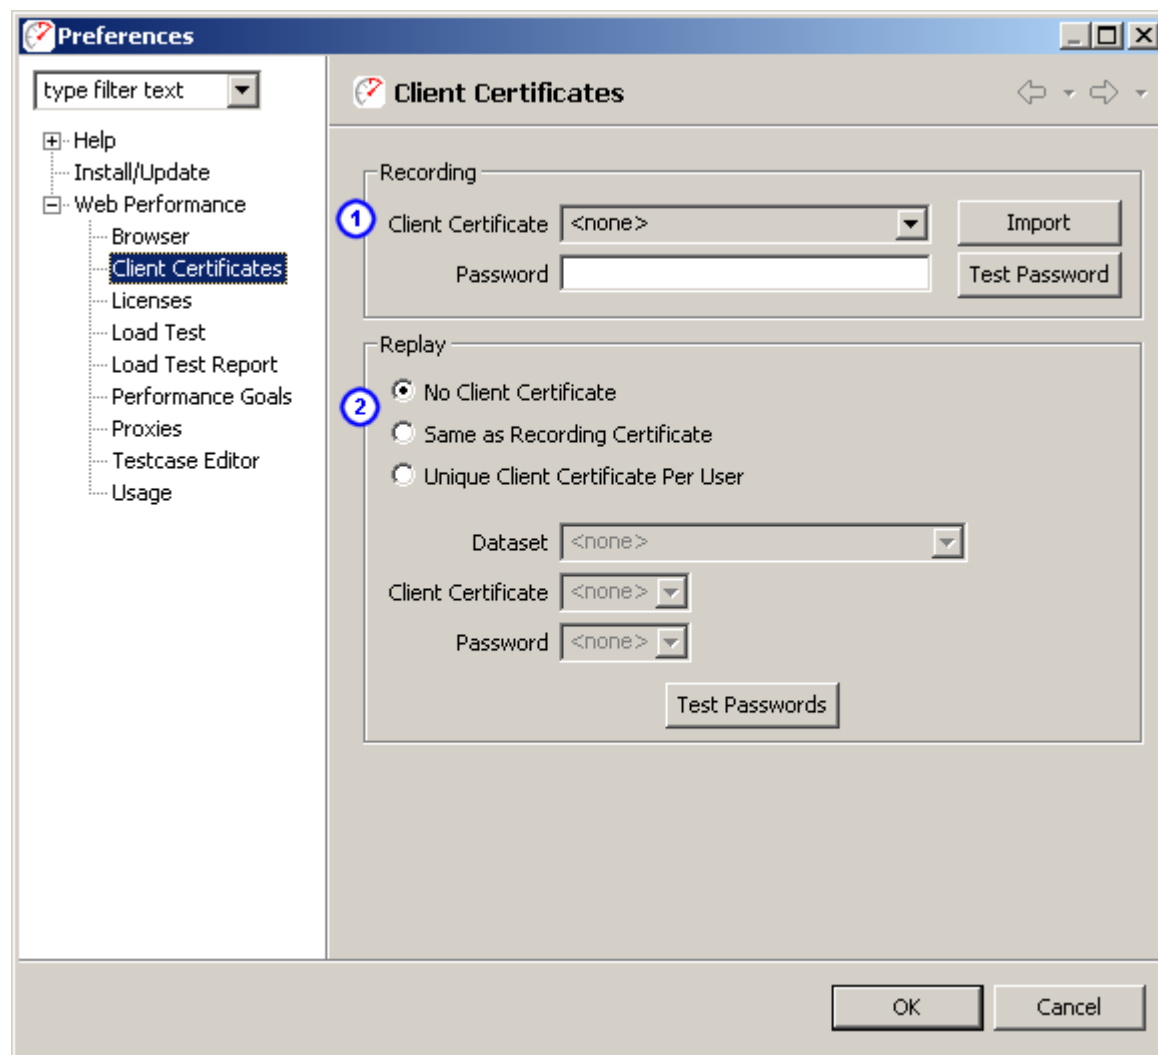 Preferences
type filter text
Client Certificates
Help
Install/Update
Web Performance
Browser
Client Certificates
Licenses
Load Test
Load Test Report
Performance Goals
Proxies
Testcase Editor
Usage
Recording
1 Client Certificate <none> Import
Password Test Password
Replay
No Client Certificate
2
Same as Recording Certificate
Unique Client Certificate Per User
Dataset <none>
Client Certificate <none>
Password <none>
Test Passwords
OK Cancel